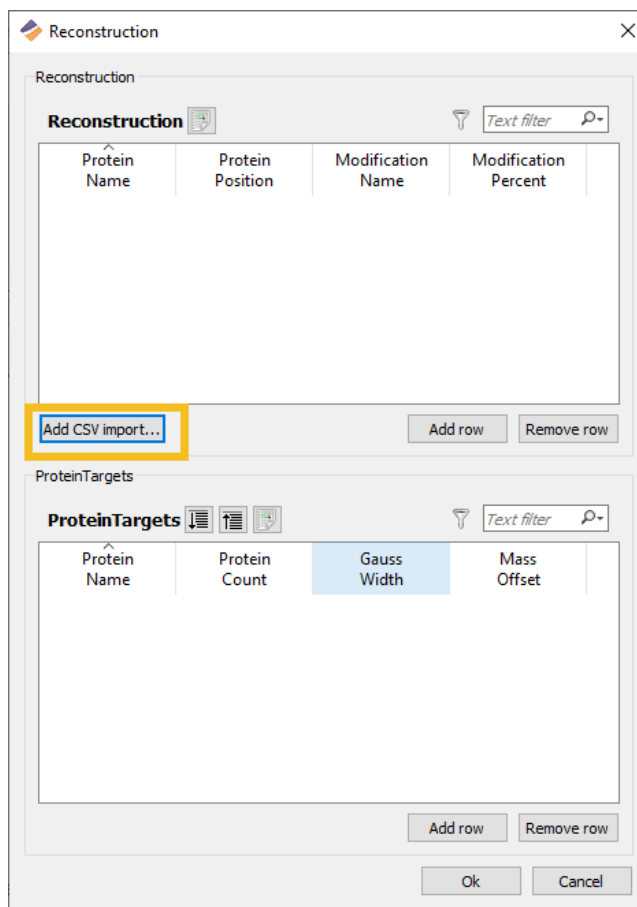 Reconstruction
Reconstruction
Reconstruction
Text filter
Protein Name
Protein Position
Modification Name
Modification Percent
Add CSV import...
Add row
Remove row
ProteinTargets
ProteinTargets
Text filter
Protein Name
Protein Count
Gauss Width
Mass Offset
Add row
Remove row
Ok
Cancel